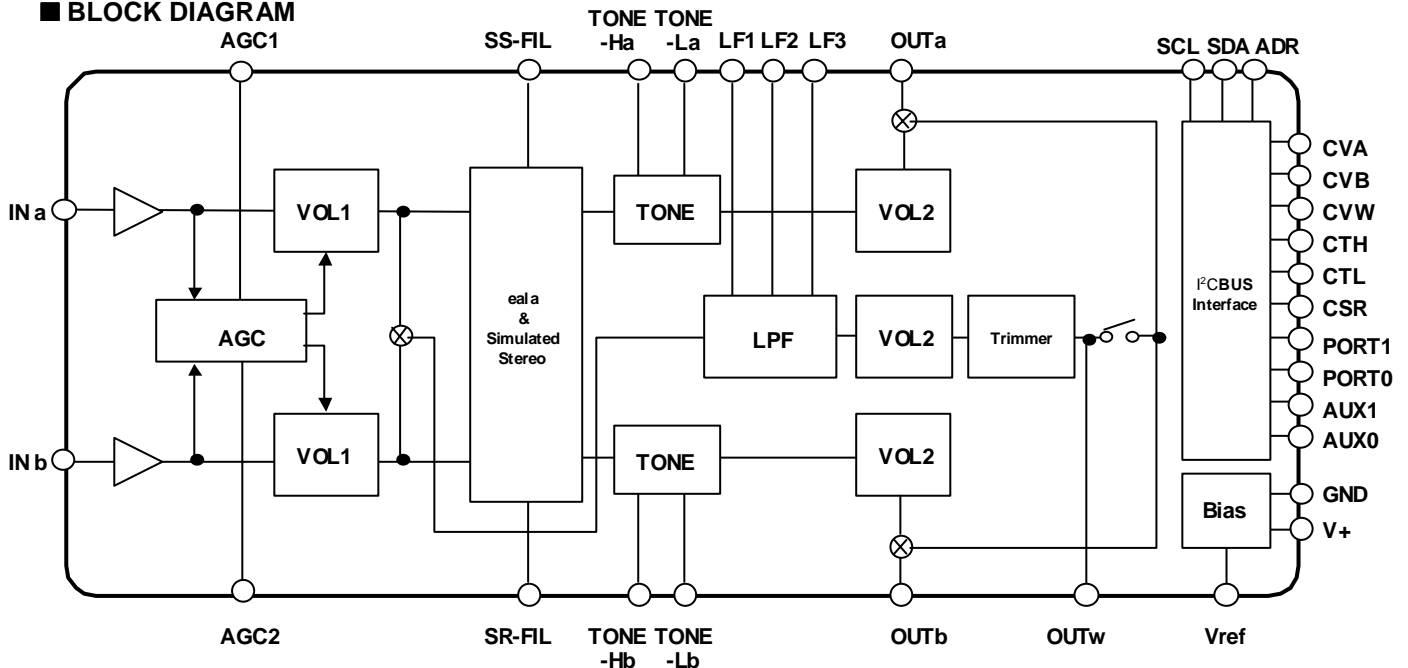 ■ BLOCK DIAGRAM
AGC1
SS-FIL
TONE
-Ha
TONE
-La
LF1
LF2
LF3
OUTa
SCL
SDA
ADR
INa
VOL1
TONE
VOL2
AGC
eala
&
Simulated
Stereo
LPF
VOL2
Trimmer
I²CBUS
Interface
CVA
CVB
CVW
CTH
CTL
CSR
PORT1
PORT0
AUX1
AUX0
INb
VOL1
TONE
VOL2
Bias
GND
V+
AGC2
SR-FIL
TONE
-Hb
TONE
-Lb
OUTb
OUTw
Vref